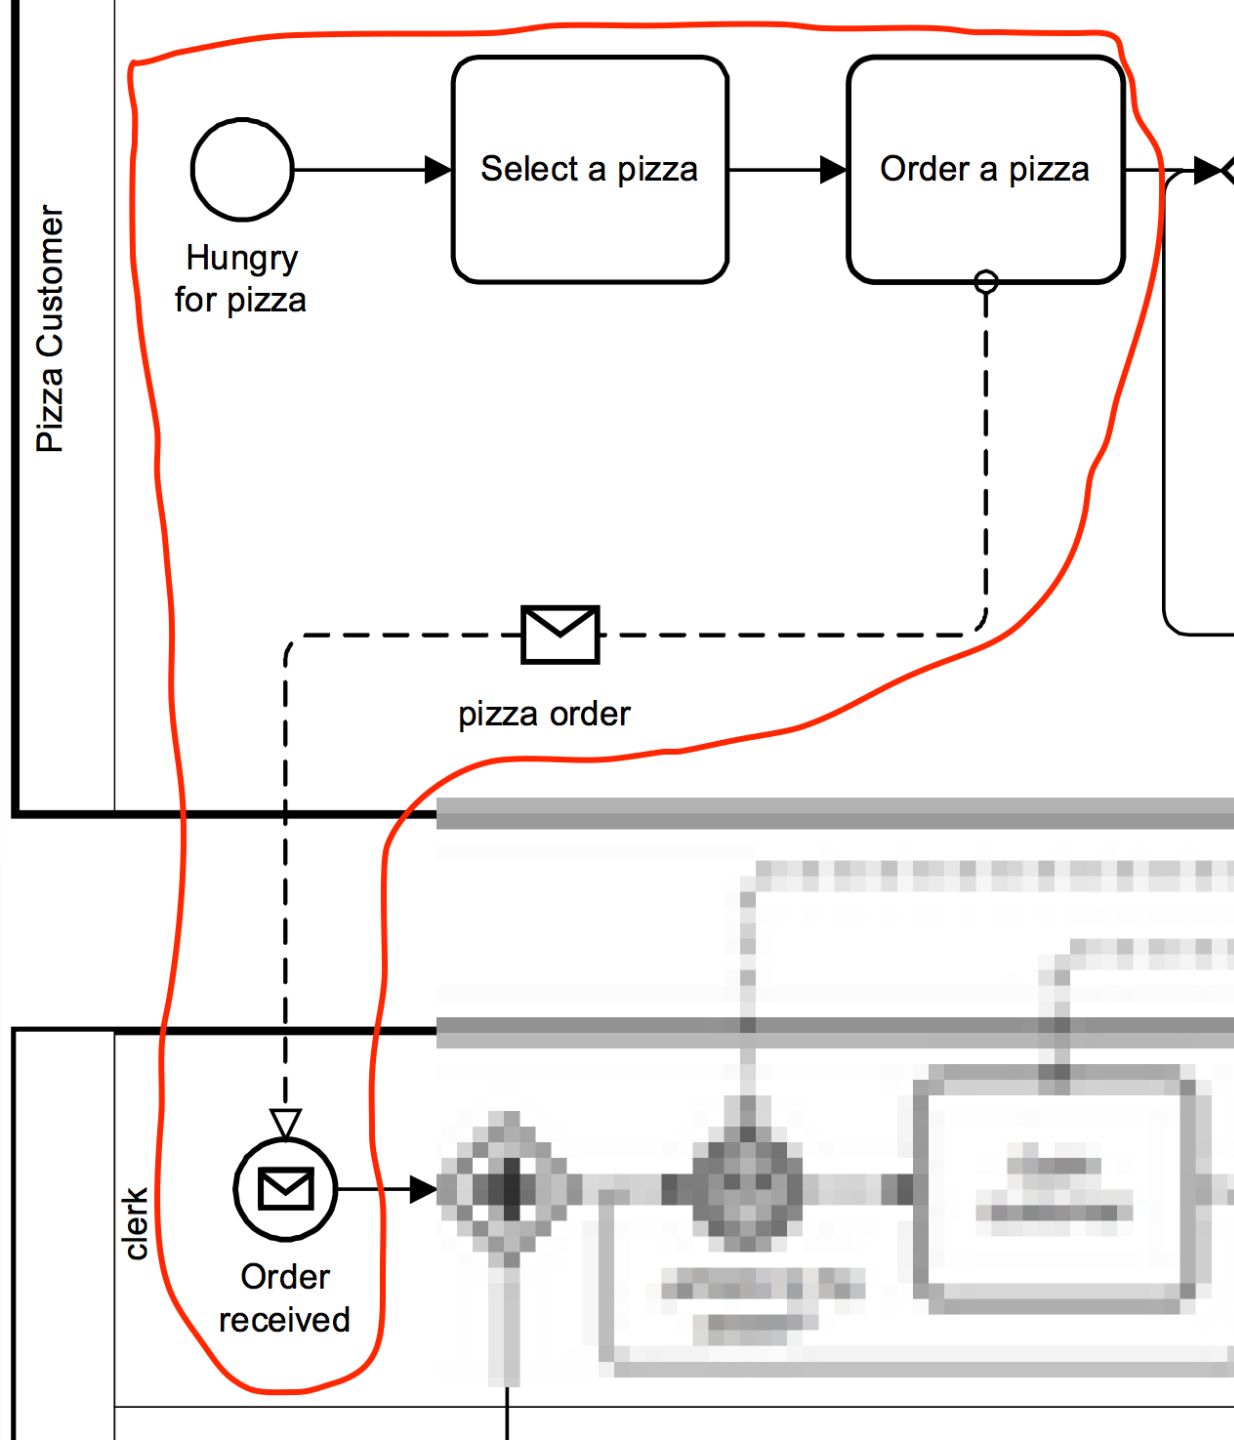 Pizza Customer
Hungry
for pizza
Select a pizza
Order a pizza
pizza order
clerk
Order
received